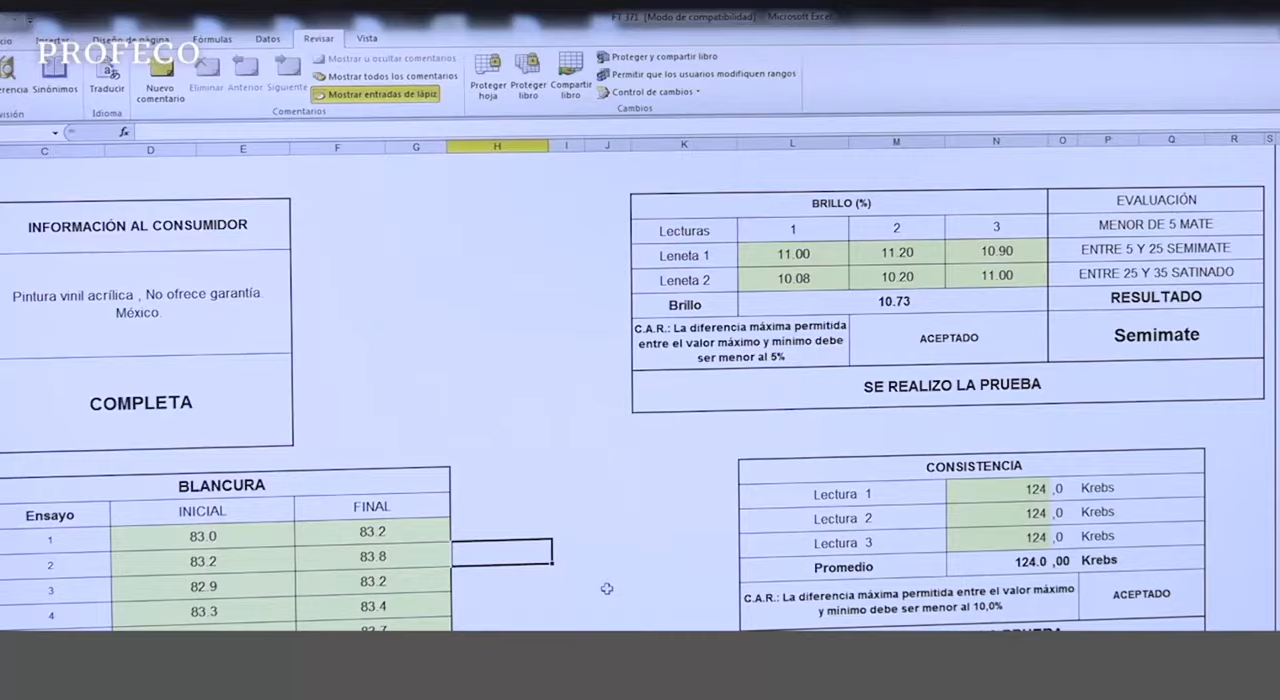 FT 371 [Modo de compatibilidad] - Microsoft Excel
PROFECO
Insertar Diseño de página Fórmulas Datos Revisar Vista
Sinónimos
Traducir
Idioma
Nuevo comentario
Eliminar Anterior Siguiente
Mostrar u ocultar comentarios
Mostrar todos los comentarios
Mostrar entradas de lápiz
Comentarios
Proteger hoja
Proteger libro
Compartir libro
Proteger y compartir libro
Permitir que los usuarios modifiquen rangos
Control de cambios
Cambios
fx
C D E F G H I J K L M N O P Q R S
INFORMACIÓN AL CONSUMIDOR
Pintura vinil acrílica , No ofrece garantía.
México.
COMPLETA
BRILLO (%) EVALUACIÓN
Lecturas 1 2 3 MENOR DE 5 MATE
Leneta 1 11.00 11.20 10.90 ENTRE 5 Y 25 SEMIMATE
Leneta 2 10.08 10.20 11.00 ENTRE 25 Y 35 SATINADO
Brillo 10.73 RESULTADO
C.A.R.: La diferencia máxima permitida
entre el valor máximo y mínimo debe
ser menor al 5%
ACEPTADO
Semimate
SE REALIZO LA PRUEBA
BLANCURA
Ensayo INICIAL FINAL
1 83.0 83.2
2 83.2 83.8
3 82.9 83.2
4 83.3 83.4
CONSISTENCIA
Lectura 1 124 ,0 Krebs
Lectura 2 124 ,0 Krebs
Lectura 3 124 ,0 Krebs
Promedio 124.0 ,00 Krebs
C.A.R.: La diferencia máxima permitida entre el valor máximo
y mínimo debe ser menor al 10,0%
ACEPTADO